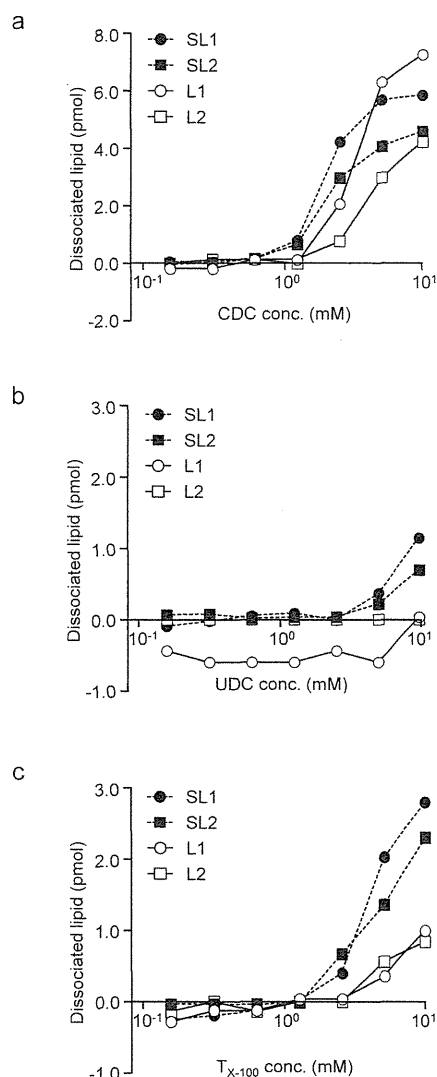 a
8.0
6.0
4.0
2.0
0.0
-2.0
Dissociated lipid (pmol)
SL1
SL2
L1
L2
10-1
100
101
CDC conc. (mM)
b
3.0
2.0
1.0
0.0
-1.0
Dissociated lipid (pmol)
SL1
SL2
L1
L2
10-1
100
101
UDC conc. (mM)
c
3.0
2.0
1.0
0.0
-1.0
Dissociated lipid (pmol)
SL1
SL2
L1
L2
10-1
100
101
TX-100 conc. (mM)